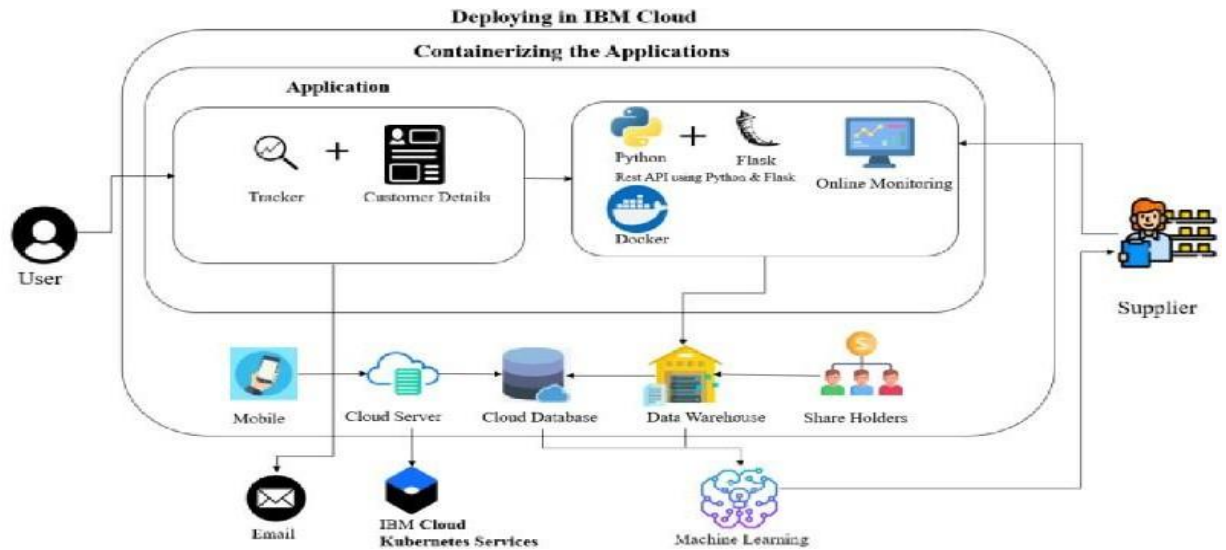 Deploying in IBM Cloud
Containerizing the Applications
Application
Tracker
+
Customer Details
Python
+
Flask
Rest API using Python & Flask
Online Monitoring
Docker
User
Supplier
Mobile
Cloud Server
Cloud Database
Data Warehouse
Share Holders
Email
IBM Cloud
Kubernetes Services
Machine Learning